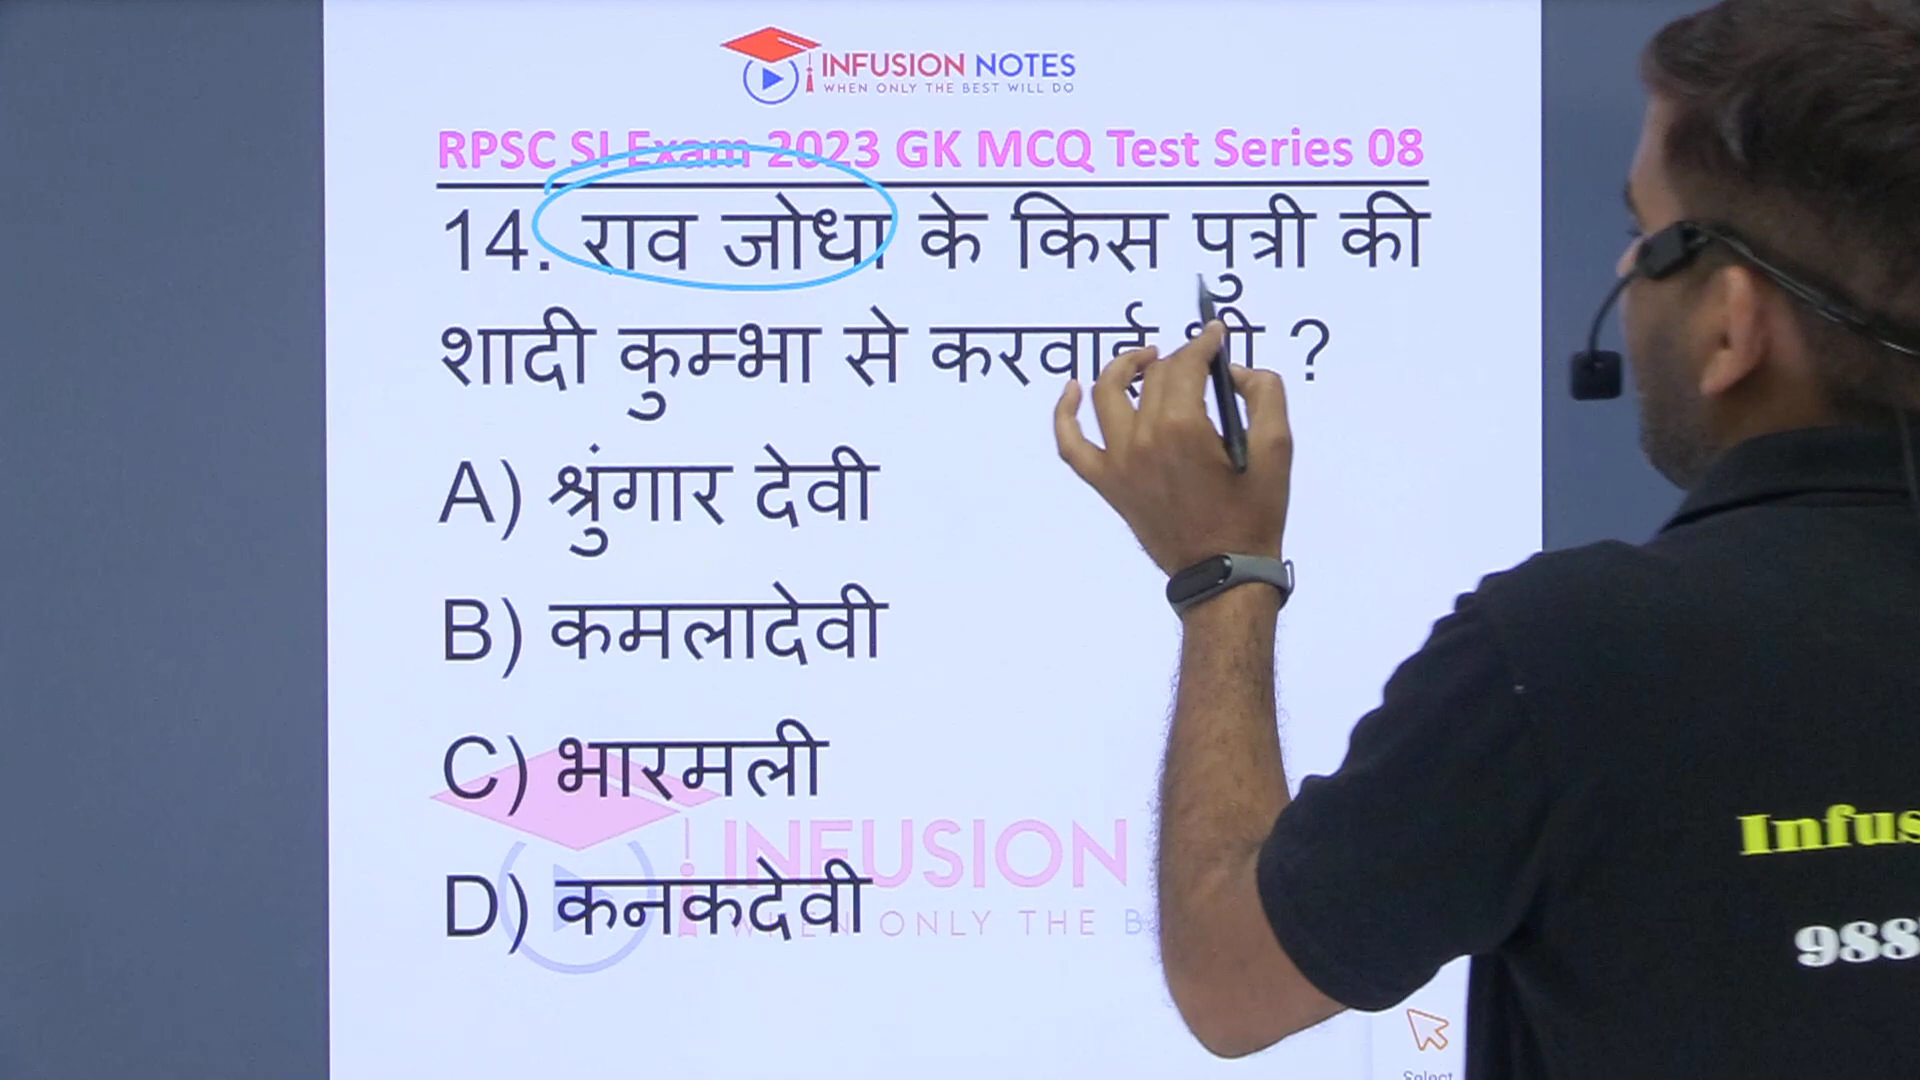 INFUSION NOTES
WHEN ONLY THE BEST WILL DO
RPSC SI Exam 2023 GK MCQ Test Series 08
14. राव जोधा के किस पुत्री की
शादी कुम्भा से करवाई थी ?
A) श्रुंगार देवी
B) कमलादेवी
C) भारमली
D) कनकदेवी
INFUSION
WHEN ONLY THE B
Infus
988
Select